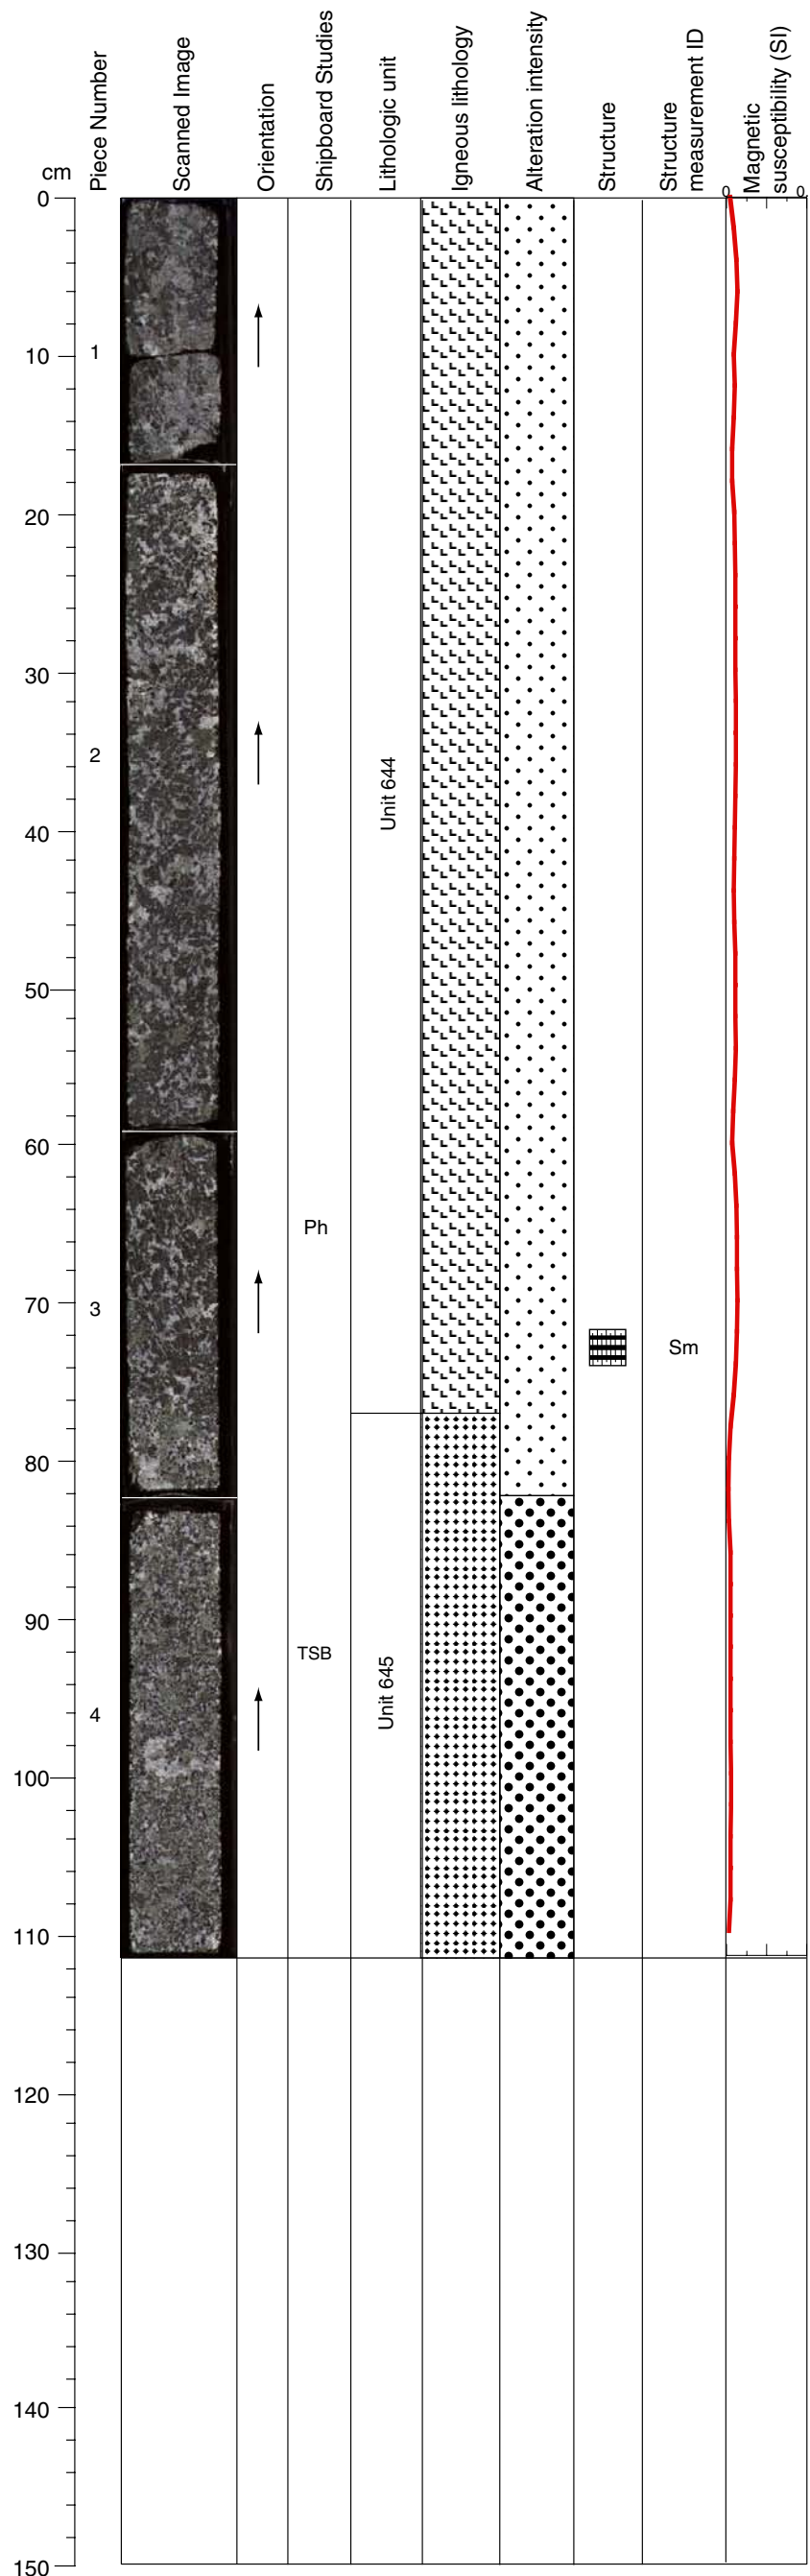 cm
Piece Number
Scanned Image
Orientation
Shipboard Studies
Lithologic unit
Igneous lithology
Alteration intensity
Structure
Structure
measurement ID
Magnetic
susceptibility (SI)
0 0
0
10
20
30
40
50
60
70
80
90
100
110
120
130
140
150
1
2
3
4
Ph
TSB
Unit 644
Unit 645
Sm